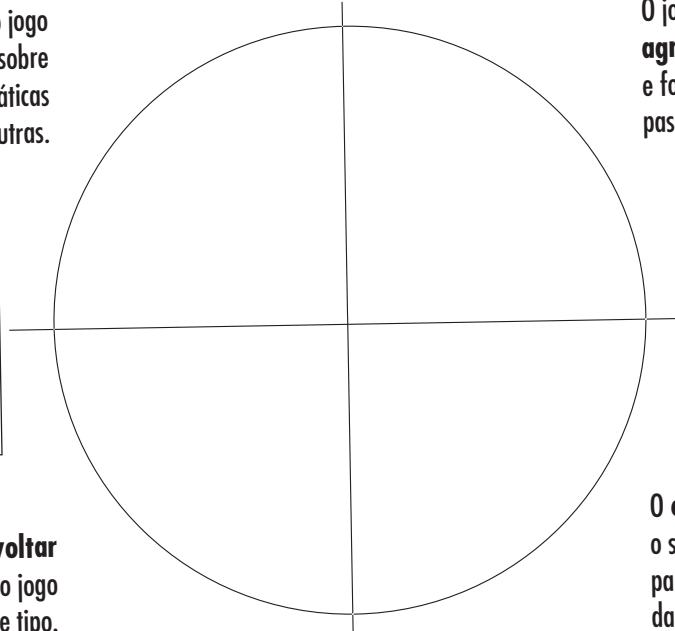 jogo
sobre
áticas
utras.
O jo
agr
e fo
pas
voltar
o jogo
e tipo.
O
o s
pa
da